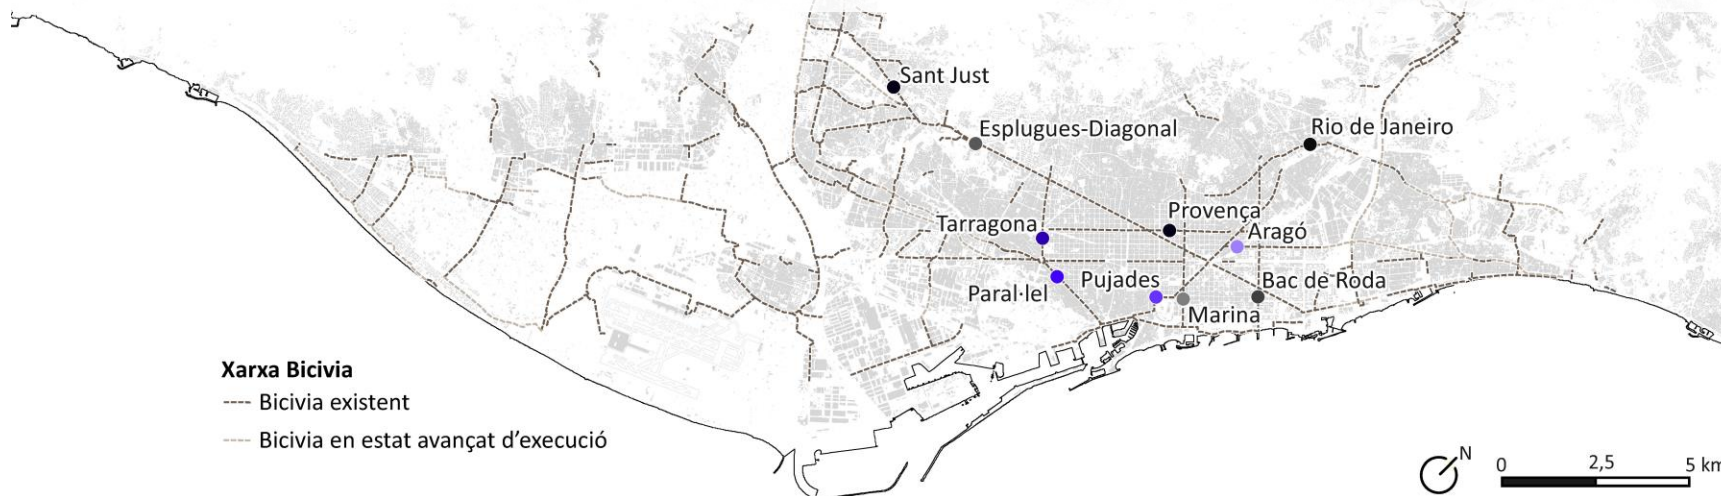 Sant Just
Esplugues-Diagonal
Rio de Janeiro
Tarragona
Provença
Aragó
Paral·lel
Pujades
Bac de Roda
Marina
Xarxa Bicivia
Bicivia existent
Bicivia en estat avançat d'execució
N
0 2,5 5 km